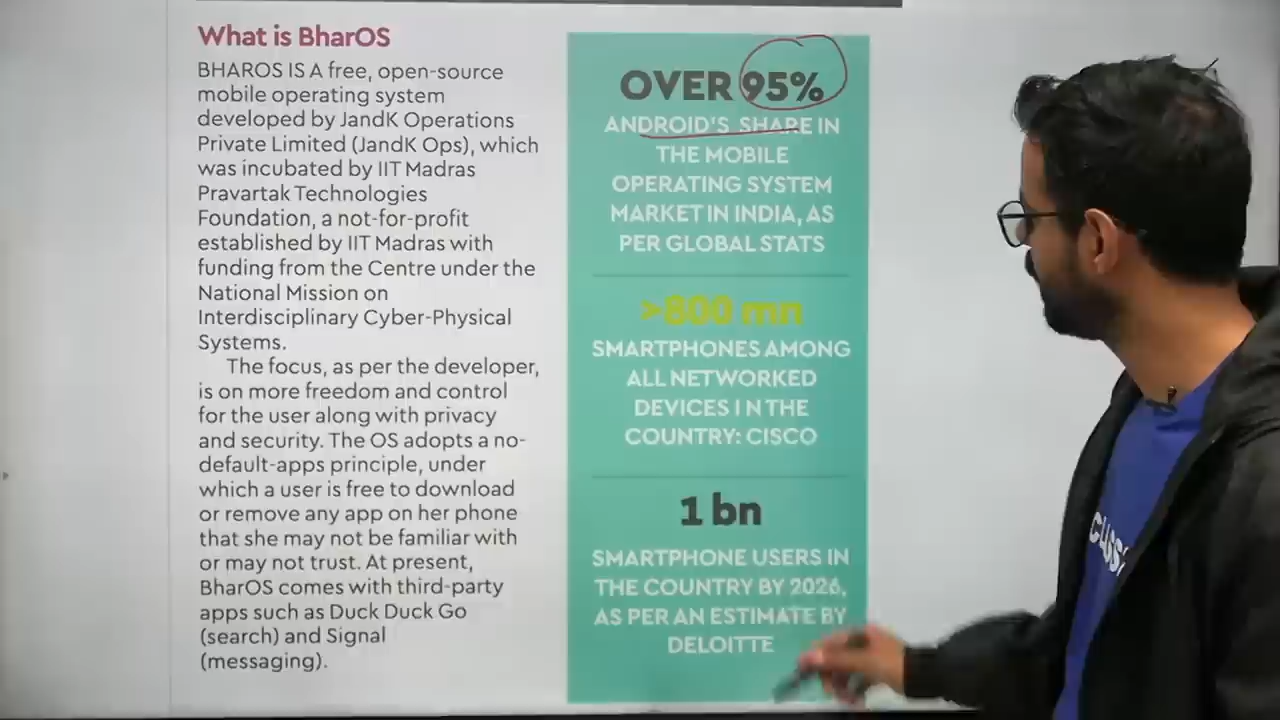 What is BharOS
BHAROS IS A free, open-source
mobile operating system
developed by JandK Operations
Private Limited (JandK Ops), which
was incubated by IIT Madras
Pravartak Technologies
Foundation, a not-for-profit
established by IIT Madras with
funding from the Centre under the
National Mission on
Interdisciplinary Cyber-Physical
Systems.
The focus, as per the developer,
is on more freedom and control
for the user along with privacy
and security. The OS adopts a no-
default-apps principle, under
which a user is free to download
or remove any app on her phone
that she may not be familiar with
or may not trust. At present,
BharOS comes with third-party
apps such as Duck Duck Go
(search) and Signal
(messaging).
OVER 95%
ANDROID'S SHARE IN
THE MOBILE
OPERATING SYSTEM
MARKET IN INDIA, AS
PER GLOBAL STATS
>800 mn
SMARTPHONES AMONG
ALL NETWORKED
DEVICES IN THE
COUNTRY: CISCO
1 bn
SMARTPHONE USERS IN
THE COUNTRY BY 2026,
AS PER AN ESTIMATE BY
DELOITTE